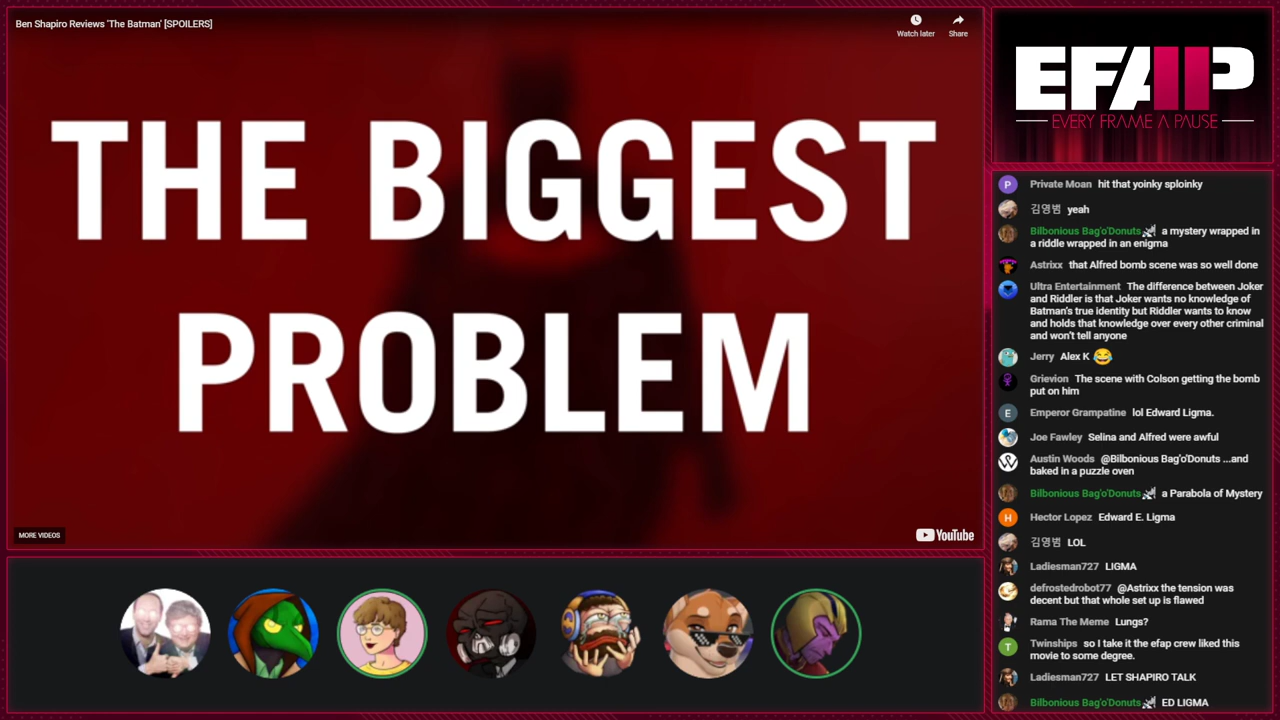 Ben Shapiro Reviews 'The Batman' [SPOILERS]
Watch later
Share
THE BIGGEST
PROBLEM
MORE VIDEOS
YouTube
EFAP
EVERY FRAME A PAUSE
P
Private Moan hit that yoinky sploinky
김영범 yeah
Bilbonious Bag'o'Donuts a mystery wrapped in
a riddle wrapped in an enigma
Astrixx that Alfred bomb scene was so well done
Ultra Entertainment The difference between Joker
and Riddler is that Joker wants no knowledge of
Batman's true identity but Riddler wants to know
and holds that knowledge over every other criminal
and won't tell anyone
Jerry Alex K 😂
Grievion The scene with Colson getting the bomb
put on him
E
Emperor Grampatine lol Edward Ligma.
Joe Fawley Selina and Alfred were awful
W
Austin Woods @Bilbonious Bag'o'Donuts ...and
baked in a puzzle oven
Bilbonious Bag'o'Donuts a Parabola of Mystery
H
Hector Lopez Edward E. Ligma
김영범 LOL
Ladiesman727 LIGMA
defrostedrobot77 @Astrixx the tension was
decent but that whole set up is flawed
Rama The Meme Lungs?
T
Twinships so I take it the efap crew liked this
movie to some degree.
Ladiesman727 LET SHAPIRO TALK
Bilbonious Bag'o'Donuts ED LIGMA